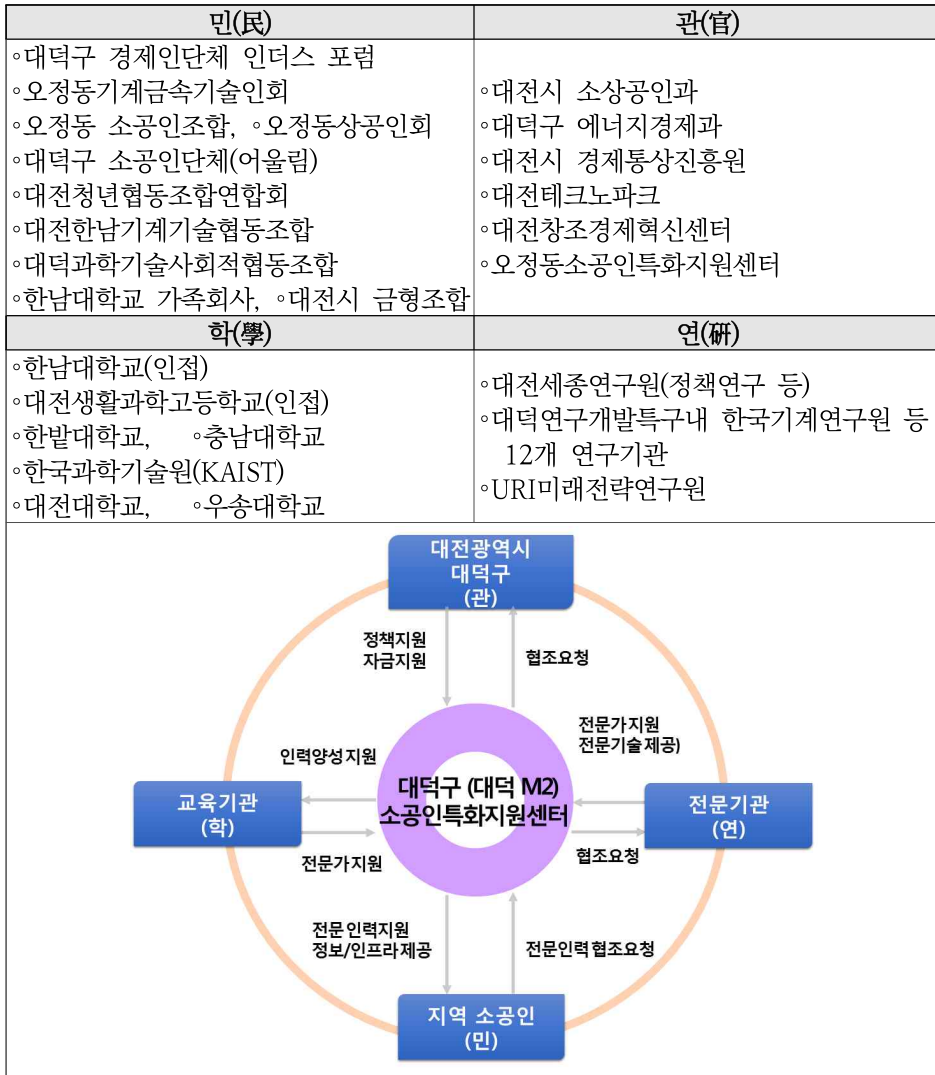 민(民)
◦대덕구 경제인단체 인더스 포럼
◦오정동기계금속기술인회
◦오정동 소공인조합, ◦오정동상공인회
◦대덕구 소공인단체(어울림)
◦대전청년협동조합연합회
◦대전한남기계기술협동조합
◦대덕과학기술사회적협동조합
◦한남대학교 가족회사, ◦대전시 금형조합
관(官)
◦대전시 소상공인과
◦대덕구 에너지경제과
◦대전시 경제통상진흥원
◦대전테크노파크
◦대전창조경제혁신센터
◦오정동소공인특화지원센터
학(學)
◦한남대학교(인접)
◦대전생활과학고등학교(인접)
◦한밭대학교, ◦충남대학교
◦한국과학기술원(KAIST)
◦대전대학교, ◦우송대학교
연(硏)
◦대전세종연구원(정책연구 등)
◦대덕연구개발특구내 한국기계연구원 등
12개 연구기관
◦URI미래전략연구원
대전광역시
대덕구
(관)
정책지원
자금지원
협조요청
전문가지원
전문기술제공)
인력양성지원
교육기관
(학)
대덕구 (대덕 M2)
소공인특화지원센터
전문기관
(연)
전문가지원
협조요청
전문인력지원
정보/인프라제공
전문인력협조요청
지역 소공인
(민)